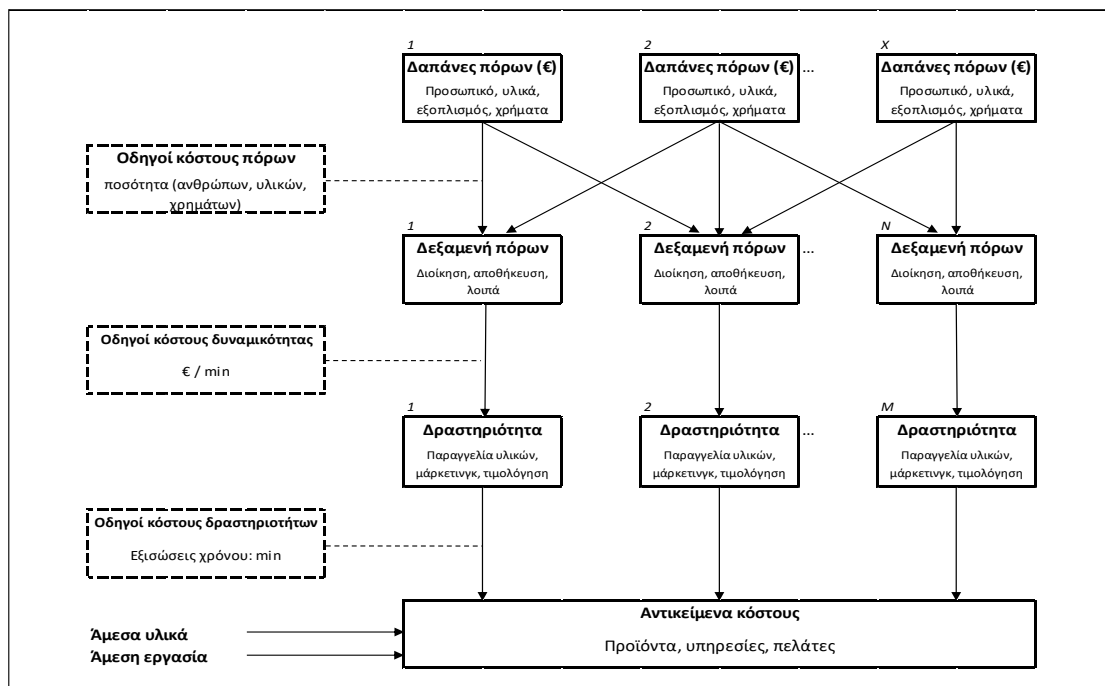 1
2
X
Δαπάνες πόρων (€)
Προσωπικό, υλικά,
εξοπλισμός, χρήματα
Δαπάνες πόρων (€)
Προσωπικό, υλικά,
εξοπλισμός, χρήματα
...
Δαπάνες πόρων (€)
Προσωπικό, υλικά,
εξοπλισμός, χρήματα
Οδηγοί κόστους πόρων
ποσότητα (ανθρώπων, υλικών,
χρημάτων)
1
2
N
Δεξαμενή πόρων
Διοίκηση, αποθήκευση,
λοιπά
Δεξαμενή πόρων
Διοίκηση, αποθήκευση,
λοιπά
...
Δεξαμενή πόρων
Διοίκηση, αποθήκευση,
λοιπά
Οδηγοί κόστους δυναμικότητας
€ / min
1
2
M
Δραστηριότητα
Παραγγελία υλικών,
μάρκετινγκ, τιμολόγηση
Δραστηριότητα
Παραγγελία υλικών,
μάρκετινγκ, τιμολόγηση
...
Δραστηριότητα
Παραγγελία υλικών,
μάρκετινγκ, τιμολόγηση
Οδηγοί κόστους δραστηριοτήτων
Εξισώσεις χρόνου: min
Αντικείμενα κόστους
Προϊόντα, υπηρεσίες, πελάτες
Άμεσα υλικά
Άμεση εργασία